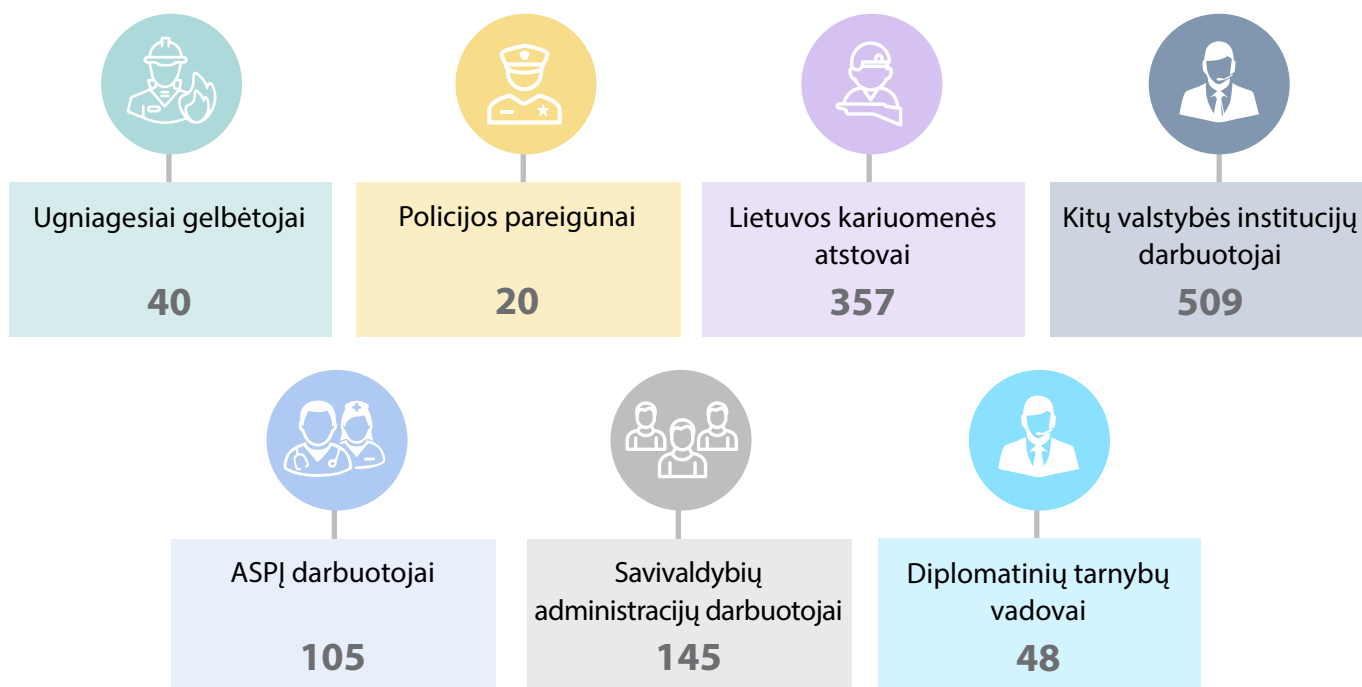 Ugniagesiai gelbėtojai
40
Policijos pareigūnai
20
Lietuvos kariuomenės
atstovai
357
Kitų valstybės institucijų
darbuotojai
509
ASPĮ darbuotojai
105
Savivaldybių
administracijų darbuotojai
145
Diplomatinių tarnybų
vadovai
48